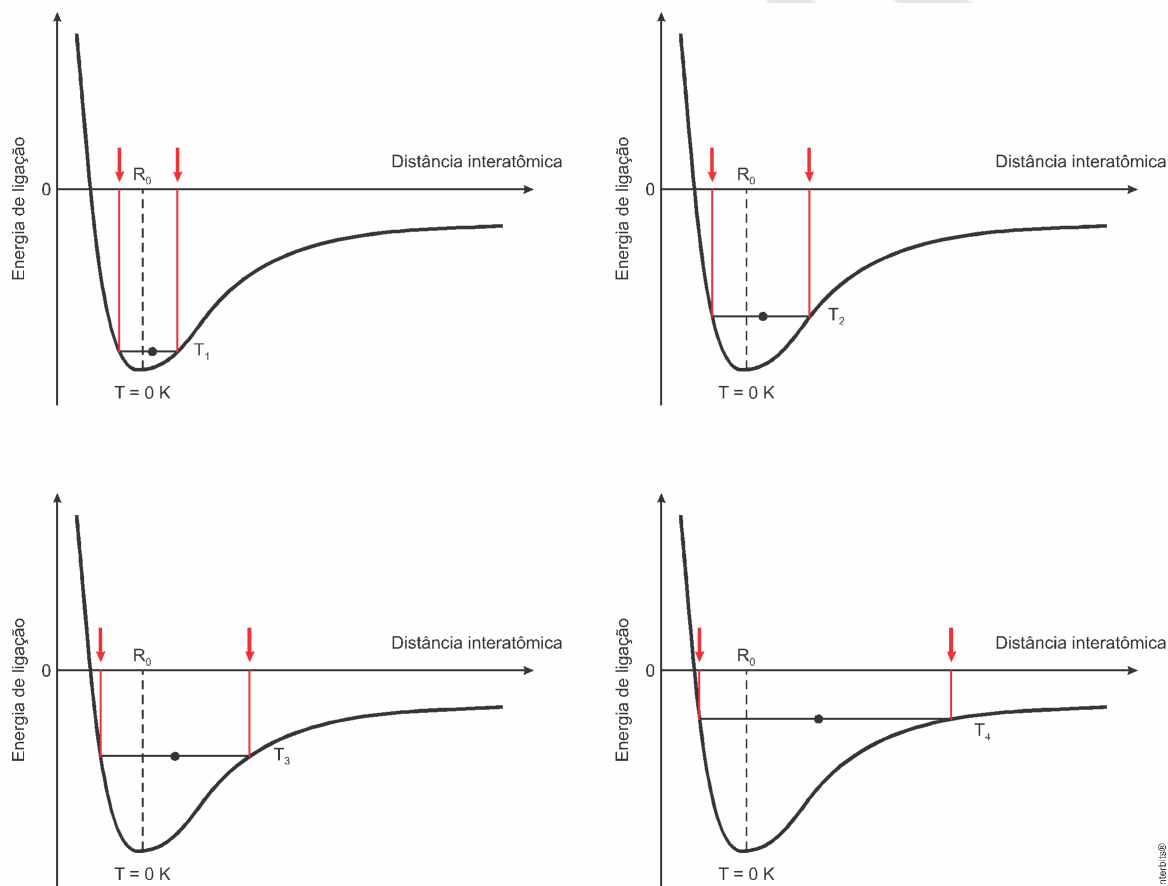 Energia de ligação
0
R₀
Distância interatômica
T₁
T = 0 K
Energia de ligação
0
R₀
Distância interatômica
T₂
T = 0 K
Energia de ligação
0
R₀
Distância interatômica
T₃
T = 0 K
Energia de ligação
0
R₀
Distância interatômica
T₄
T = 0 K